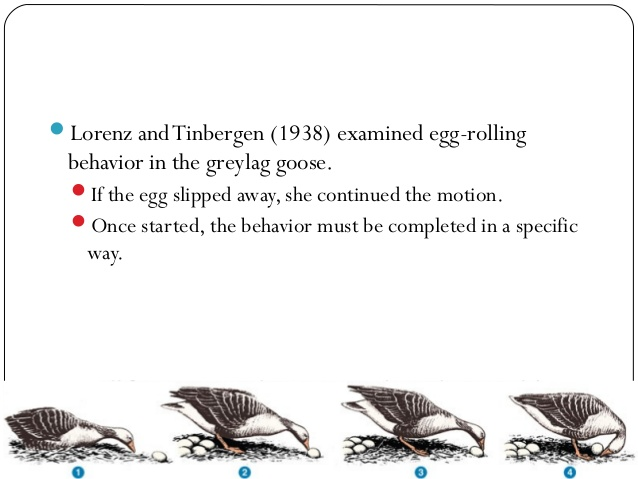 Lorenz and Tinbergen (1938) examined egg-rolling
behavior in the greylag goose.
If the egg slipped away, she continued the motion.
Once started, the behavior must be completed in a specific
way.
1 2 3 4